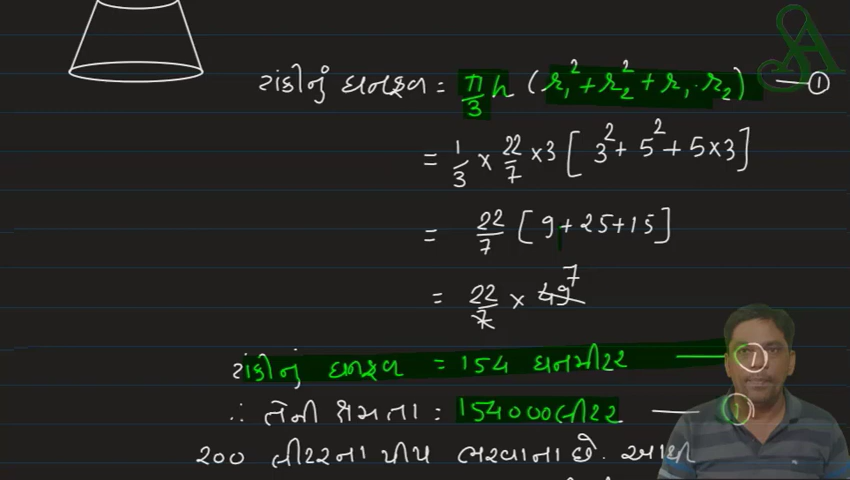 ટાંકીનું ઘનફળ = π/3 h (r₁² + r₂² + r₁·r₂) — ①
= 1/3 × 22/7 × 3 [ 3² + 5² + 5×3 ]
= 22/7 [ 9 + 25 + 15 ]
= 22/7 × 49 7
ટાંકીનું ઘનફળ = 154 ઘનમીટર — ①
∴ તેની ક્ષમતા = 154000 લીટર — ①
200 લીટરના પીપ ભરવાના છે.